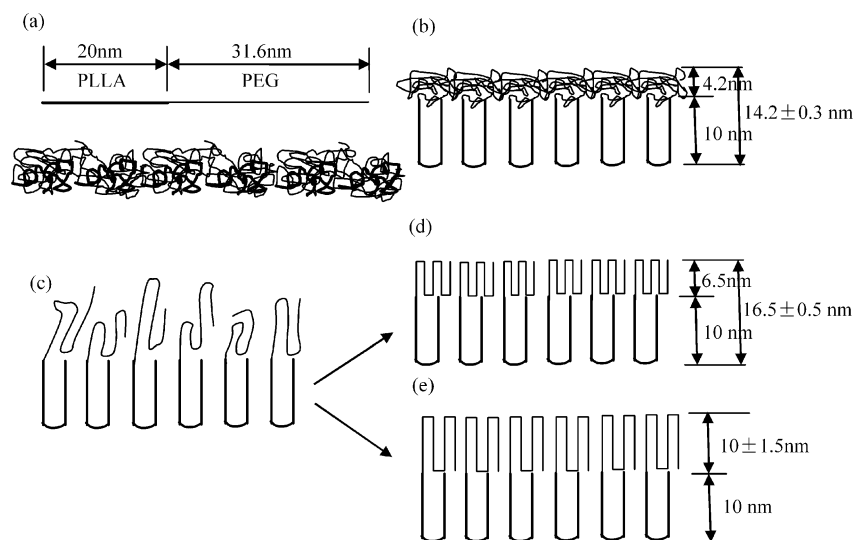 (a)
20nm
31.6nm
PLLA
PEG
(b)
4.2nm
14.2±0.3 nm
10 nm
(c)
(d)
6.5nm
16.5±0.5 nm
10 nm
(e)
10±1.5nm
10 nm